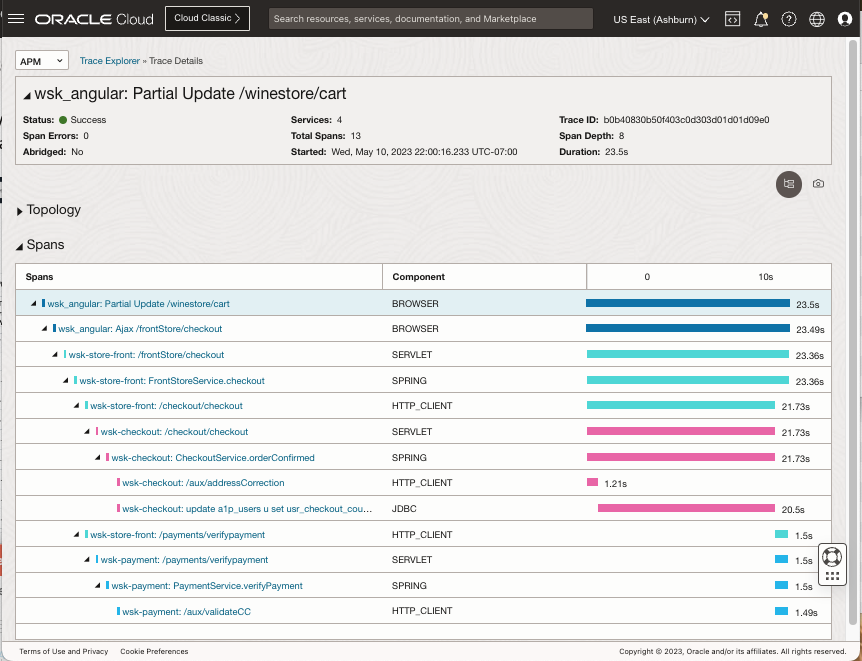 ORACLE Cloud Cloud Classic Search resources, services, documentation, and Marketplace US East (Ashburn)
APM Trace Explorer » Trace Details
wsk_angular: Partial Update /winestore/cart
Status: Success Services: 4 Trace ID: b0b40830b50f403c0d303d01d01d09e0
Span Errors: 0 Total Spans: 13 Span Depth: 8
Abridged: No Started: Wed, May 10, 2023 22:00:16.233 UTC-07:00 Duration: 23.5s
Topology
Spans
Spans Component 0 10s
wsk_angular: Partial Update /winestore/cart BROWSER 23.5s
wsk_angular: Ajax /frontStore/checkout BROWSER 23.49s
wsk-store-front: /frontStore/checkout SERVLET 23.36s
wsk-store-front: FrontStoreService.checkout SPRING 23.36s
wsk-store-front: /checkout/checkout HTTP_CLIENT 21.73s
wsk-checkout: /checkout/checkout SERVLET 21.73s
wsk-checkout: CheckoutService.orderConfirmed SPRING 21.73s
wsk-checkout: /aux/addressCorrection HTTP_CLIENT 1.21s
wsk-checkout: update a1p_users u set usr_checkout_cou... JDBC 20.5s
wsk-store-front: /payments/verifypayment HTTP_CLIENT 1.5s
wsk-payment: /payments/verifypayment SERVLET 1.5s
wsk-payment: PaymentService.verifyPayment SPRING 1.5s
wsk-payment: /aux/validateCC HTTP_CLIENT 1.49s
Terms of Use and Privacy Cookie Preferences Copyright © 2023, Oracle and/or its affiliates. All rights reserved.